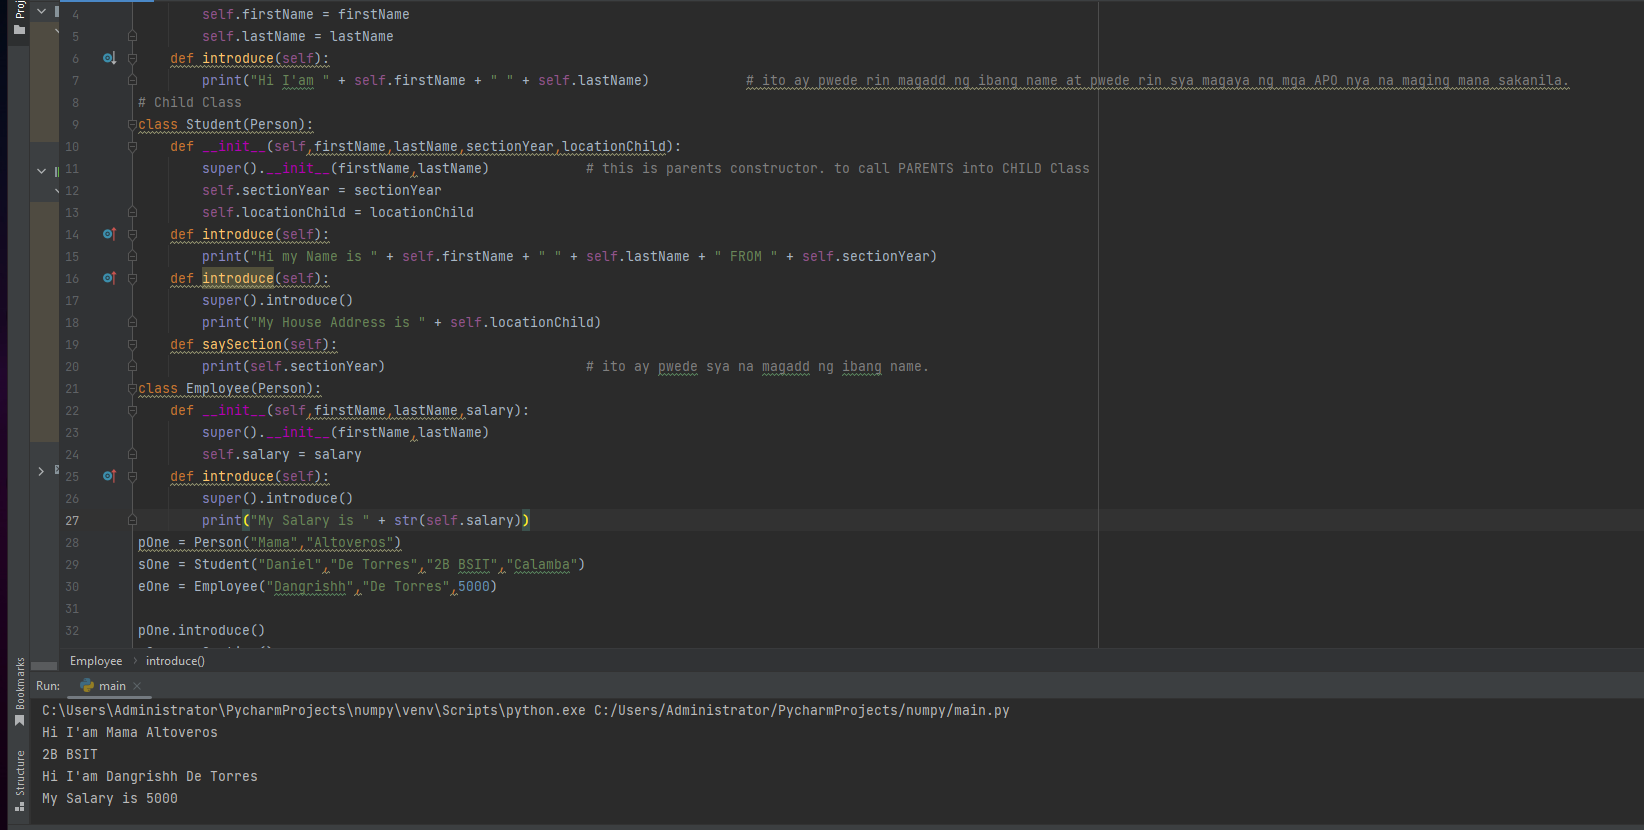 Proj
4 self.firstName = firstName
5 self.lastName = lastName
6 def introduce(self):
7 print("Hi I'am " + self.firstName + " " + self.lastName) # ito ay pwede rin magadd ng ibang name at pwede rin sya magaya ng mga APO nya na maging mana sakanila.
8 # Child Class
9 class Student(Person):
10 def __init__(self,firstName,lastName,sectionYear,locationChild):
11 super().__init__(firstName,lastName) # this is parents constructor. to call PARENTS into CHILD Class
12 self.sectionYear = sectionYear
13 self.locationChild = locationChild
14 def introduce(self):
15 print("Hi my Name is " + self.firstName + " " + self.lastName + " FROM " + self.sectionYear)
16 def introduce(self):
17 super().introduce()
18 print("My House Address is " + self.locationChild)
19 def saySection(self):
20 print(self.sectionYear) # ito ay pwede sya na magadd ng ibang name.
21 class Employee(Person):
22 def __init__(self,firstName,lastName,salary):
23 super().__init__(firstName,lastName)
24 self.salary = salary
25 def introduce(self):
26 super().introduce()
27 print("My Salary is " + str(self.salary))
28 pOne = Person("Mama","Altoveros")
29 sOne = Student("Daniel","De Torres","2B BSIT","Calamba")
30 eOne = Employee("Dangrishh","De Torres",5000)
31
32 pOne.introduce()
Employee › introduce()
Bookmarks
Structure
Run: main
C:\Users\Administrator\PycharmProjects\numpy\venv\Scripts\python.exe C:/Users/Administrator/PycharmProjects/numpy/main.py
Hi I'am Mama Altoveros
2B BSIT
Hi I'am Dangrishh De Torres
My Salary is 5000